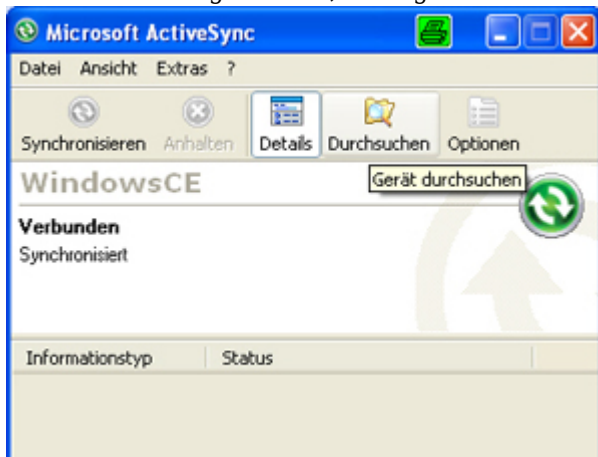 Microsoft ActiveSync
Datei Ansicht Extras ?
Synchronisieren Anhalten Details Durchsuchen Optionen
Gerät durchsuchen
WindowsCE
Verbunden
Synchronisiert
Informationstyp Status